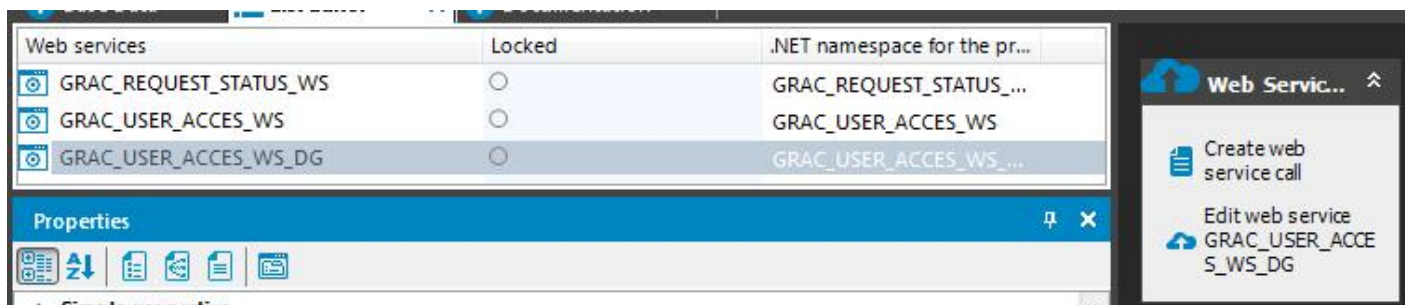 Web services Locked .NET namespace for the pr...
GRAC_REQUEST_STATUS_WS GRAC_REQUEST_STATUS_...
GRAC_USER_ACCES_WS GRAC_USER_ACCES_WS
GRAC_USER_ACCES_WS_DG GRAC_USER_ACCES_WS_...
Properties
Web Servic...
Create web
service call
Edit web service
GRAC_USER_ACCE
S_WS_DG